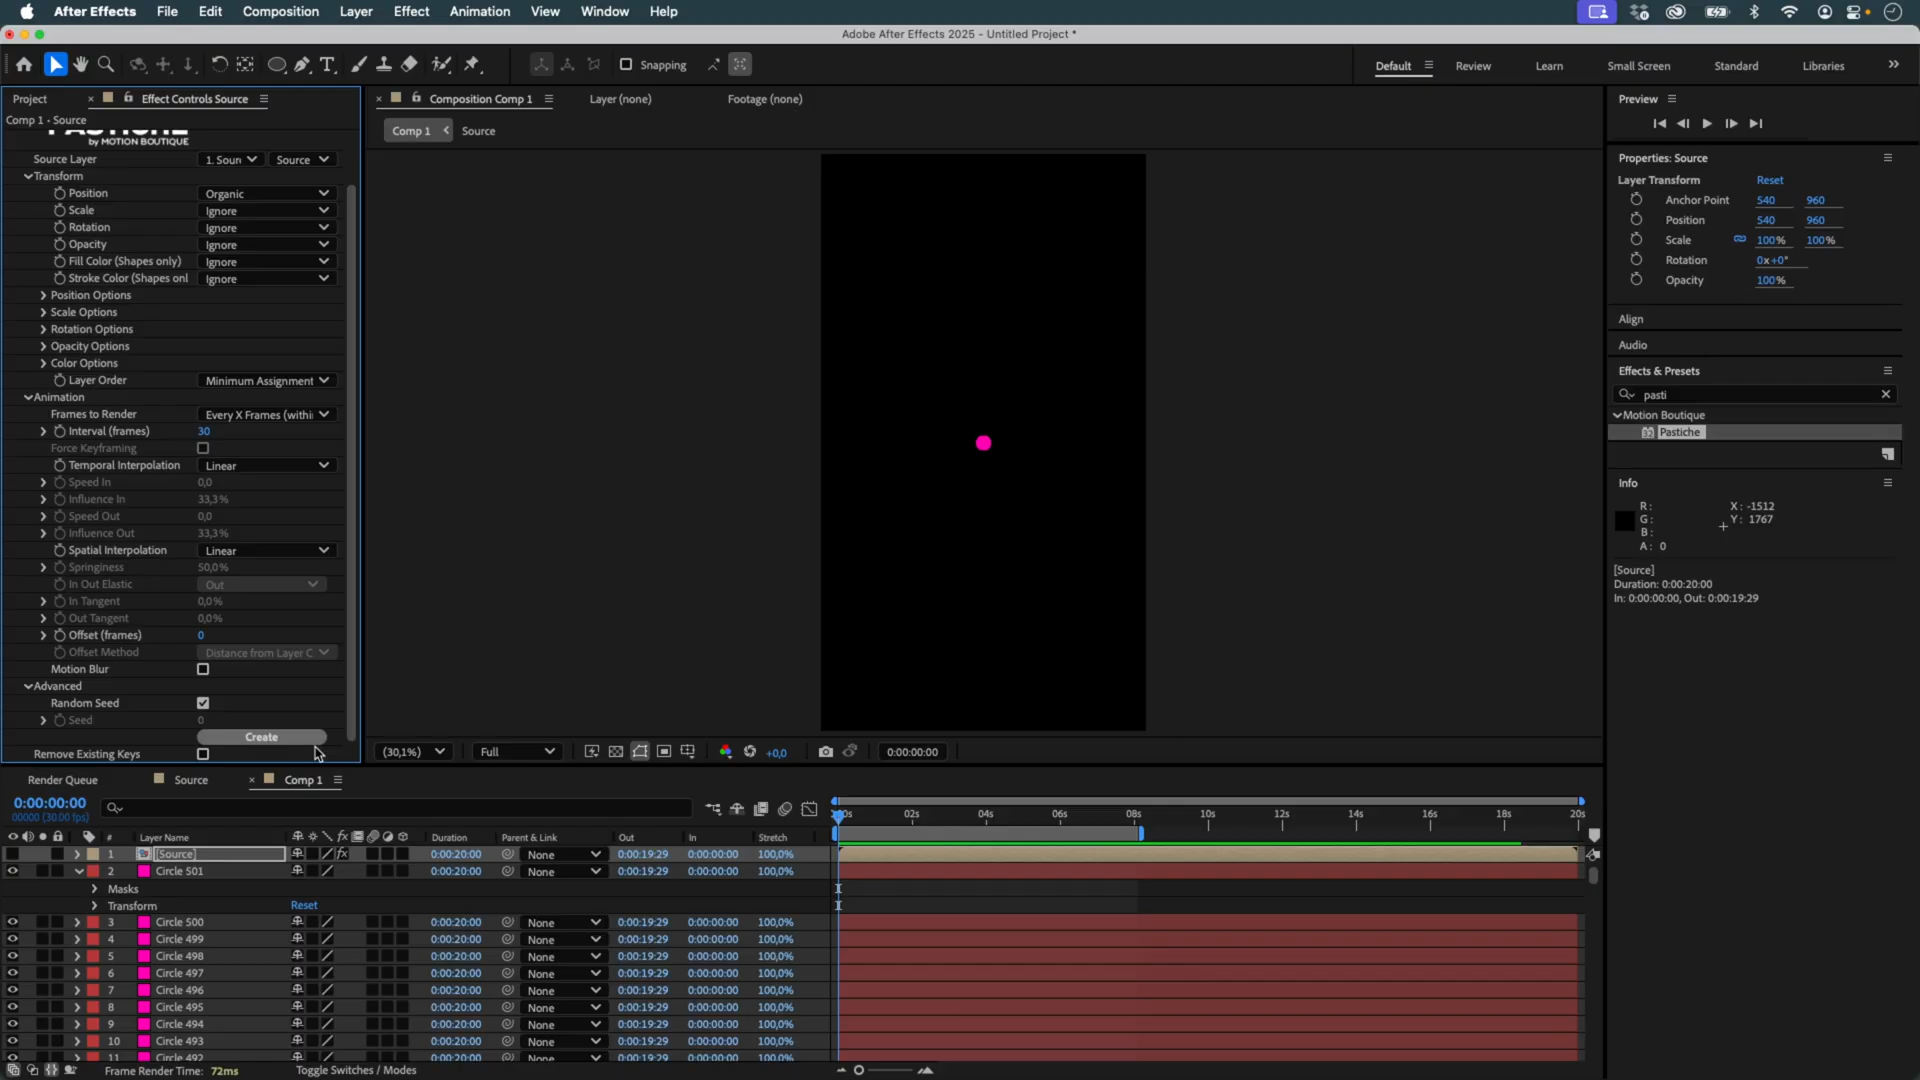 After Effects File Edit Composition Layer Effect Animation View Window Help
Adobe After Effects 2025 - Untitled Project *
Snapping
Default Review Learn Small Screen Standard Libraries
Project Effect Controls Source
Comp 1 • Source
PASTICHE
by MOTION BOUTIQUE
Source Layer 1. Sour Source
Transform
Position Organic
Scale Ignore
Rotation Ignore
Opacity Ignore
Fill Color (Shapes only) Ignore
Stroke Color (Shapes onl Ignore
Position Options
Scale Options
Rotation Options
Opacity Options
Color Options
Layer Order Minimum Assignment
Animation
Frames to Render Every X Frames (withi
Interval (frames) 30
Force Keyframing
Temporal Interpolation Linear
Speed In 0,0
Influence In 33,3%
Speed Out 0,0
Influence Out 33,3%
Spatial Interpolation Linear
Springiness 50,0%
In Out Elastic Out
In Tangent 0,0%
Out Tangent 0,0%
Offset (frames) 0
Offset Method Distance from Layer C
Motion Blur
Advanced
Random Seed
Seed 0
Create
Remove Existing Keys
Composition Comp 1 Layer (none) Footage (none)
Comp 1 Source
(30,1%) Full +0,0 0:00:00:00
Preview
Properties: Source
Layer Transform Reset
Anchor Point 540 960
Position 540 960
Scale 100% 100%
Rotation 0x+0°
Opacity 100%
Align
Audio
Effects & Presets
pasti
Motion Boutique
32 Pastiche
Info
R: X: -1512
G: Y: 1767
B:
A: 0
[Source]
Duration: 0:00:20:00
In: 0:00:00:00, Out: 0:00:19:29
Render Queue Source Comp 1
0:00:00:00
00000 (30.00 fps)
02s 04s 06s 08s 10s 12s 14s 16s 18s 20s
# Layer Name fx Duration Parent & Link Out In Stretch
1 [Source] fx 0:00:20:00 None 0:00:19:29 0:00:00:00 100,0%
2 Circle 501 0:00:20:00 None 0:00:19:29 0:00:00:00 100,0%
Masks
Transform Reset
3 Circle 500 0:00:20:00 None 0:00:19:29 0:00:00:00 100,0%
4 Circle 499 0:00:20:00 None 0:00:19:29 0:00:00:00 100,0%
5 Circle 498 0:00:20:00 None 0:00:19:29 0:00:00:00 100,0%
6 Circle 497 0:00:20:00 None 0:00:19:29 0:00:00:00 100,0%
7 Circle 496 0:00:20:00 None 0:00:19:29 0:00:00:00 100,0%
8 Circle 495 0:00:20:00 None 0:00:19:29 0:00:00:00 100,0%
9 Circle 494 0:00:20:00 None 0:00:19:29 0:00:00:00 100,0%
10 Circle 493 0:00:20:00 None 0:00:19:29 0:00:00:00 100,0%
11 Circle 492 0:00:20:00 None 0:00:19:29 0:00:00:00 100,0%
Frame Render Time: 72ms Toggle Switches / Modes